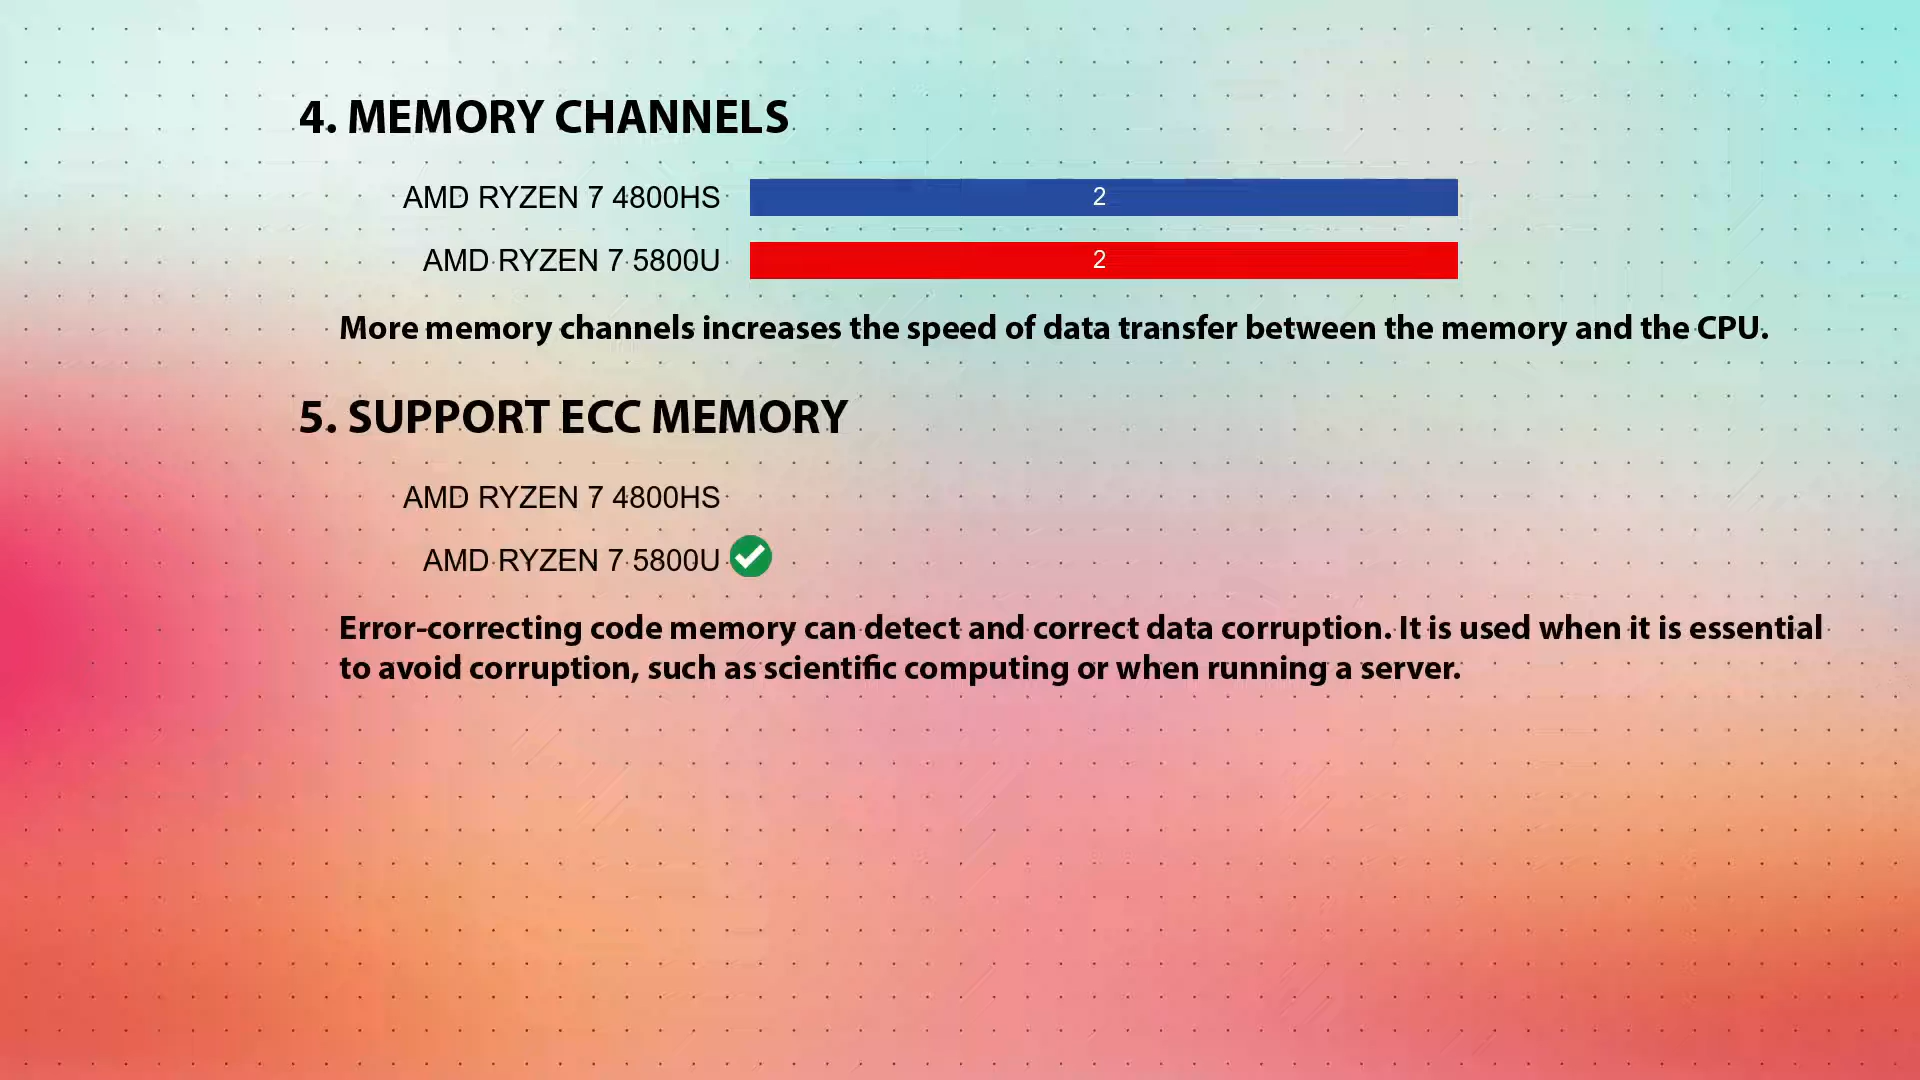 4. MEMORY CHANNELS
AMD RYZEN 7 4800HS
2
AMD RYZEN 7 5800U
2
More memory channels increases the speed of data transfer between the memory and the CPU.
5. SUPPORT ECC MEMORY
AMD RYZEN 7 4800HS
AMD RYZEN 7 5800U
Error-correcting code memory can detect and correct data corruption. It is used when it is essential
to avoid corruption, such as scientific computing or when running a server.